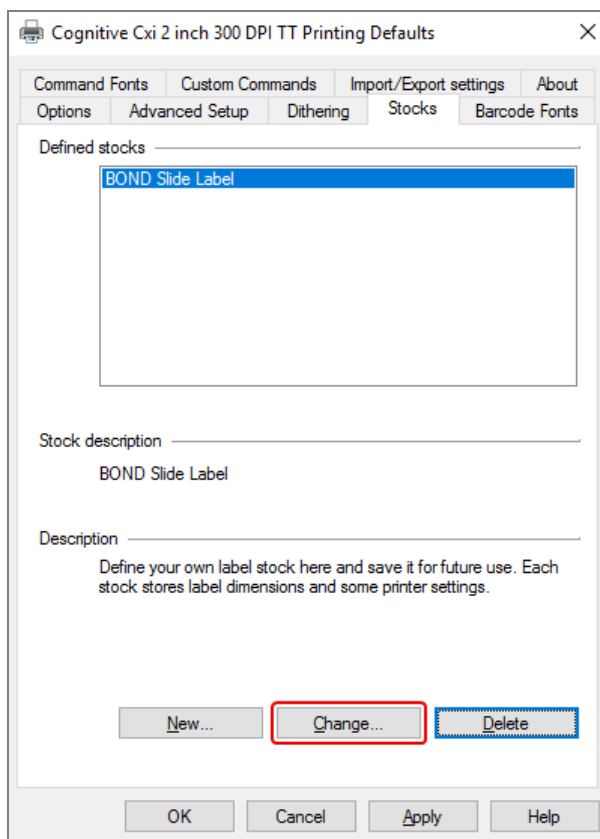 Cognitive Cxi 2 inch 300 DPI TT Printing Defaults
Command Fonts Custom Commands Import/Export settings About
Options Advanced Setup Dithering Stocks Barcode Fonts
Defined stocks
BOND Slide Label
Stock description
BOND Slide Label
Description
Define your own label stock here and save it for future use. Each
stock stores label dimensions and some printer settings.
New... Change... Delete
OK Cancel Apply Help